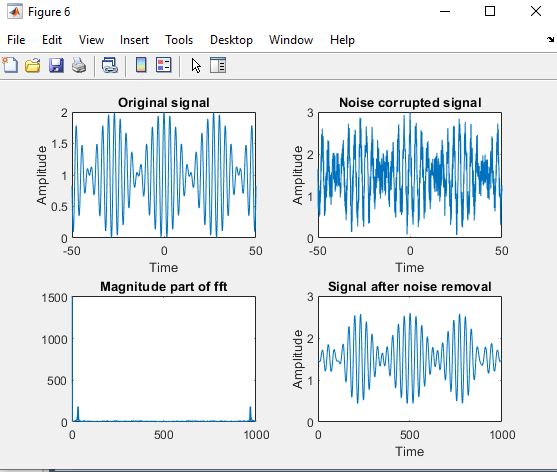 Figure 6
File Edit View Insert Tools Desktop Window Help
Original signal
2
1.5
1
0.5
0
Amplitude
-50 0 50
Time
Noise corrupted signal
3
2
1
0
Amplitude
-50 0 50
Time
Magnitude part of fft
1500
1000
500
0
0 500 1000
Signal after noise removal
3
2
1
0
Amplitude
0 500 1000
Time